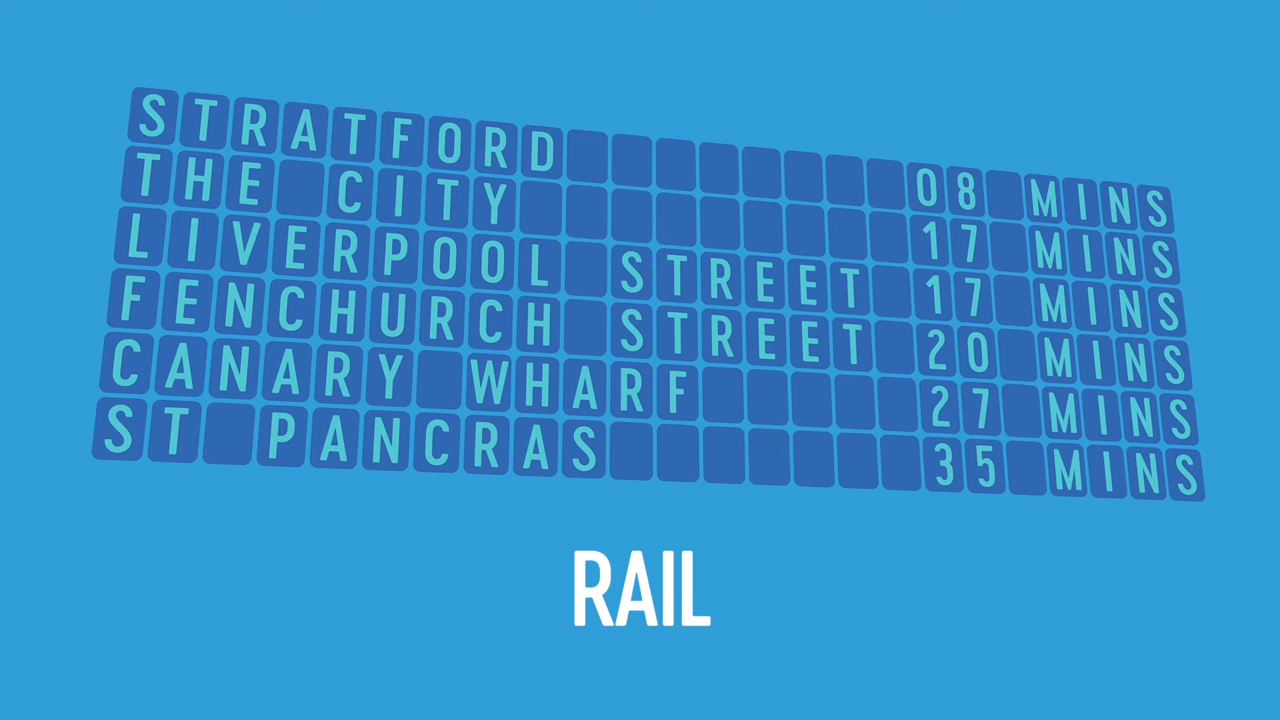 STRATFORD 08 MINS
THE CITY 17 MINS
LIVERPOOL STREET 17 MINS
FENCHURCH STREET 20 MINS
CANARY WHARF 27 MINS
ST PANCRAS 35 MINS
RAIL